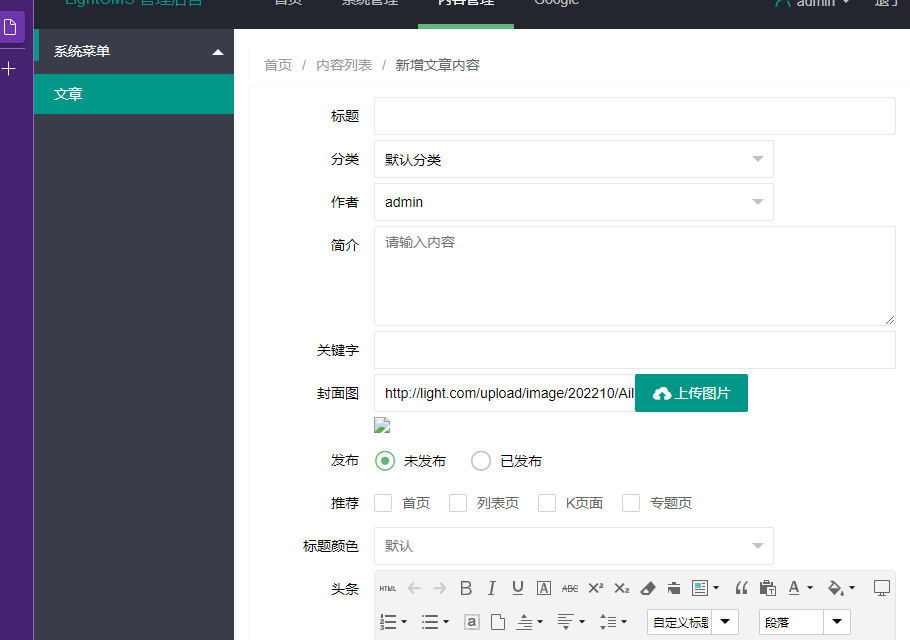 LightCMS 管理后台 首页 系统管理 内容管理 Google admin 退了
系统菜单
文章
首页 / 内容列表 / 新增文章内容
标题
分类 默认分类
作者 admin
简介 请输入内容
关键字
封面图 http://light.com/upload/image/202210/Ail 上传图片
发布 未发布 已发布
推荐 首页 列表页 K页面 专题页
标题颜色 默认
头条 HTML B I U A ABC X² X₂ A
a 自定义标题 段落